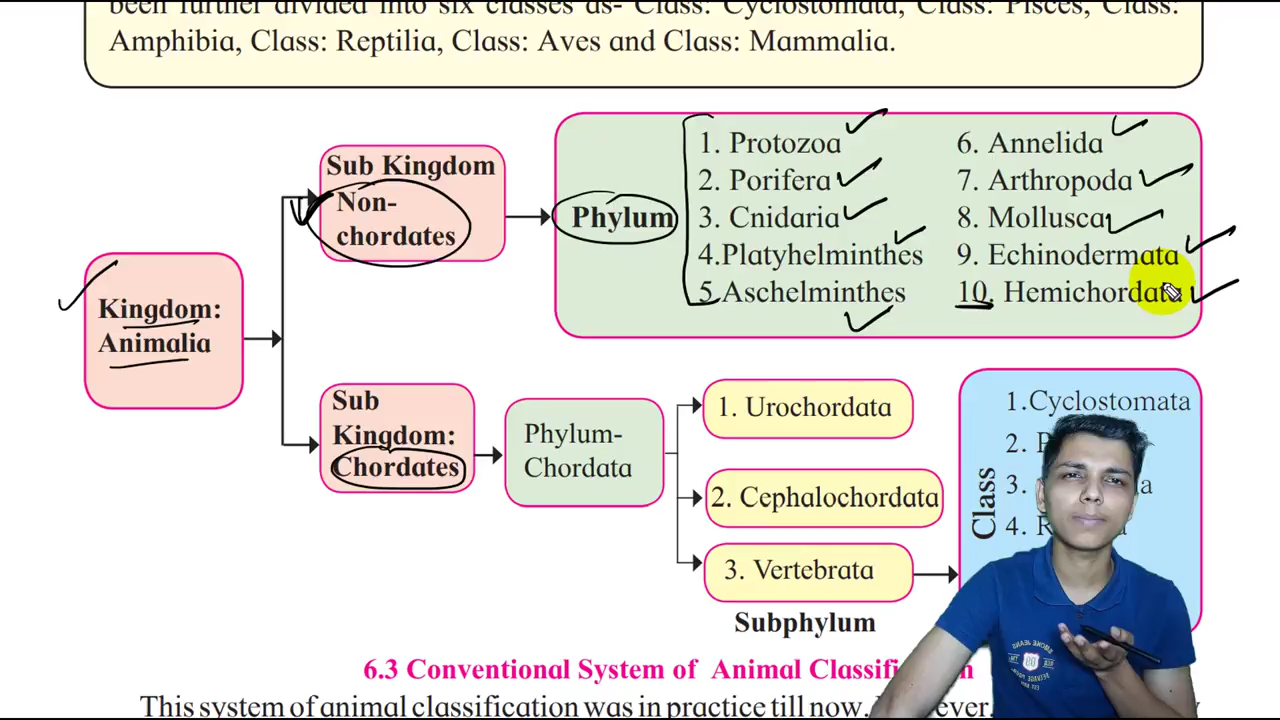 been further divided into six classes as- Class: Cyclostomata, Class: Pisces, Class:
Amphibia, Class: Reptilia, Class: Aves and Class: Mammalia.
Kingdom:
Animalia
Sub Kingdom
Non-
chordates
Phylum
1. Protozoa
2. Porifera
3. Cnidaria
4.Platyhelminthes
5.Aschelminthes
6. Annelida
7. Arthropoda
8. Mollusca
9. Echinodermata
10. Hemichordata
Sub
Kingdom:
Chordates
Phylum-
Chordata
1. Urochordata
2. Cephalochordata
3. Vertebrata
Subphylum
Class
1.Cyclostomata
2.
3.
4.
6.3 Conventional System of Animal
This system of animal classification was in practice till now.